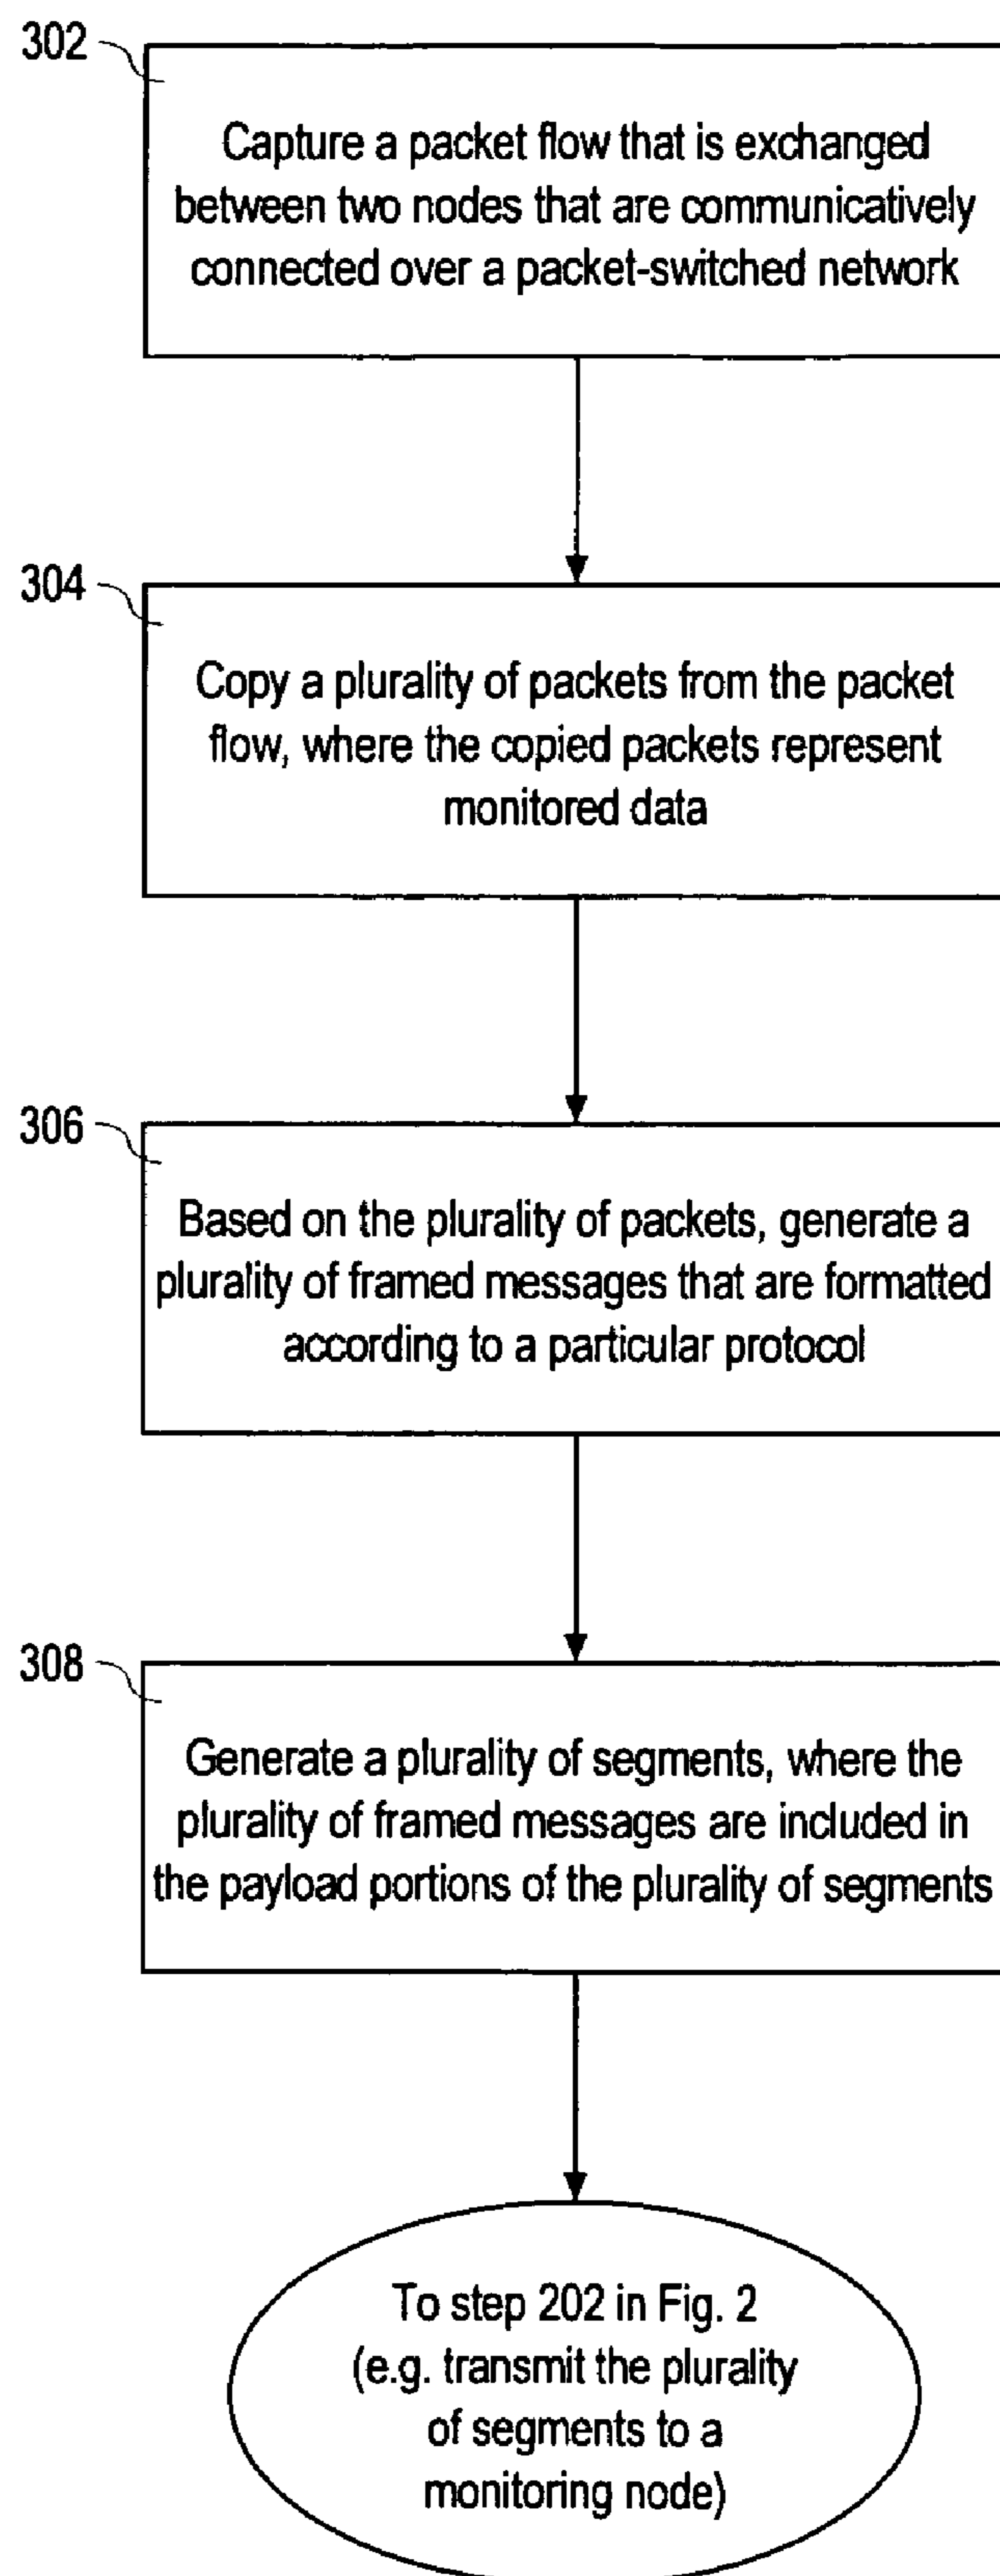 302
Capture a packet flow that is exchanged
between two nodes that are communicatively
connected over a packet-switched network
304
Copy a plurality of packets from the packet
flow, where the copied packets represent
monitored data
306
Based on the plurality of packets, generate a
plurality of framed messages that are formatted
according to a particular protocol
308
Generate a plurality of segments, where the
plurality of framed messages are included in
the payload portions of the plurality of segments
To step 202 in Fig. 2
(e.g. transmit the plurality
of segments to a
monitoring node)